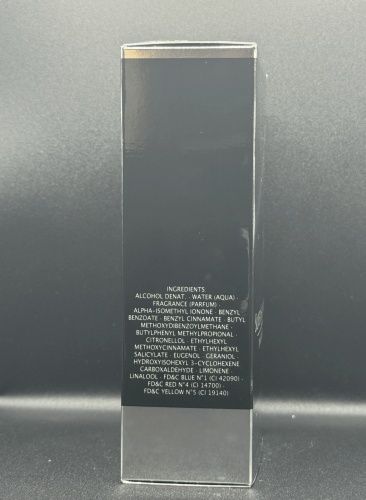 INGREDIENTS:
ALCOHOL DENAT. · WATER (AQUA) ·
FRAGRANCE (PARFUM) ·
ALPHA-ISOMETHYL IONONE · BENZYL
BENZOATE · BENZYL CINNAMATE · BUTYL
METHOXYDIBENZOYLMETHANE ·
BUTYLPHENYL METHYLPROPIONAL ·
CITRONELLOL · ETHYLHEXYL
METHOXYCINNAMATE · ETHYLHEXYL
SALICYLATE · EUGENOL · GERANIOL ·
HYDROXYISOHEXYL 3-CYCLOHEXENE
CARBOXALDEHYDE · LIMONENE
LINALOOL · FD&C BLUE N°1 (CI 42090) ·
FD&C RED N°4 (CI 14700) ·
FD&C YELLOW N°5 (CI 19140)